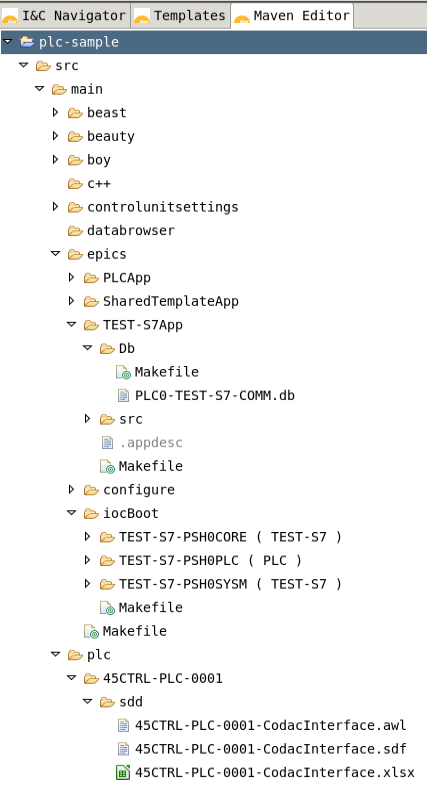 I&C Navigator Templates Maven Editor
plc-sample
src
main
beast
beauty
boy
c++
controlunitsettings
databrowser
epics
PLCApp
SharedTemplateApp
TEST-S7App
Db
Makefile
PLC0-TEST-S7-COMM.db
src
.appdesc
Makefile
configure
iocBoot
TEST-S7-PSH0CORE ( TEST-S7 )
TEST-S7-PSH0PLC ( PLC )
TEST-S7-PSH0SYSM ( TEST-S7 )
Makefile
Makefile
plc
45CTRL-PLC-0001
sdd
45CTRL-PLC-0001-CodacInterface.awl
45CTRL-PLC-0001-CodacInterface.sdf
45CTRL-PLC-0001-CodacInterface.xlsx